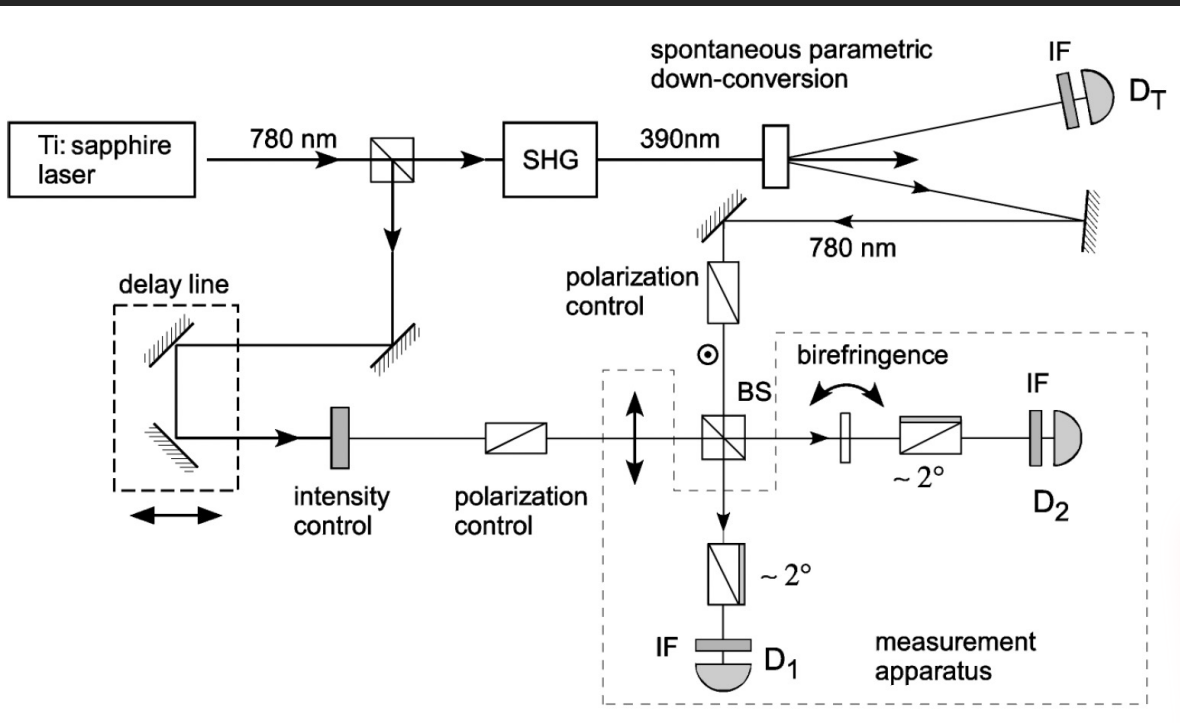 spontaneous parametric
down-conversion
IF
D_T
Ti: sapphire
laser
780 nm
SHG
390nm
780 nm
delay line
polarization
control
birefringence
BS
IF
~ 2°
D_2
intensity
control
polarization
control
~ 2°
IF
D_1
measurement
apparatus